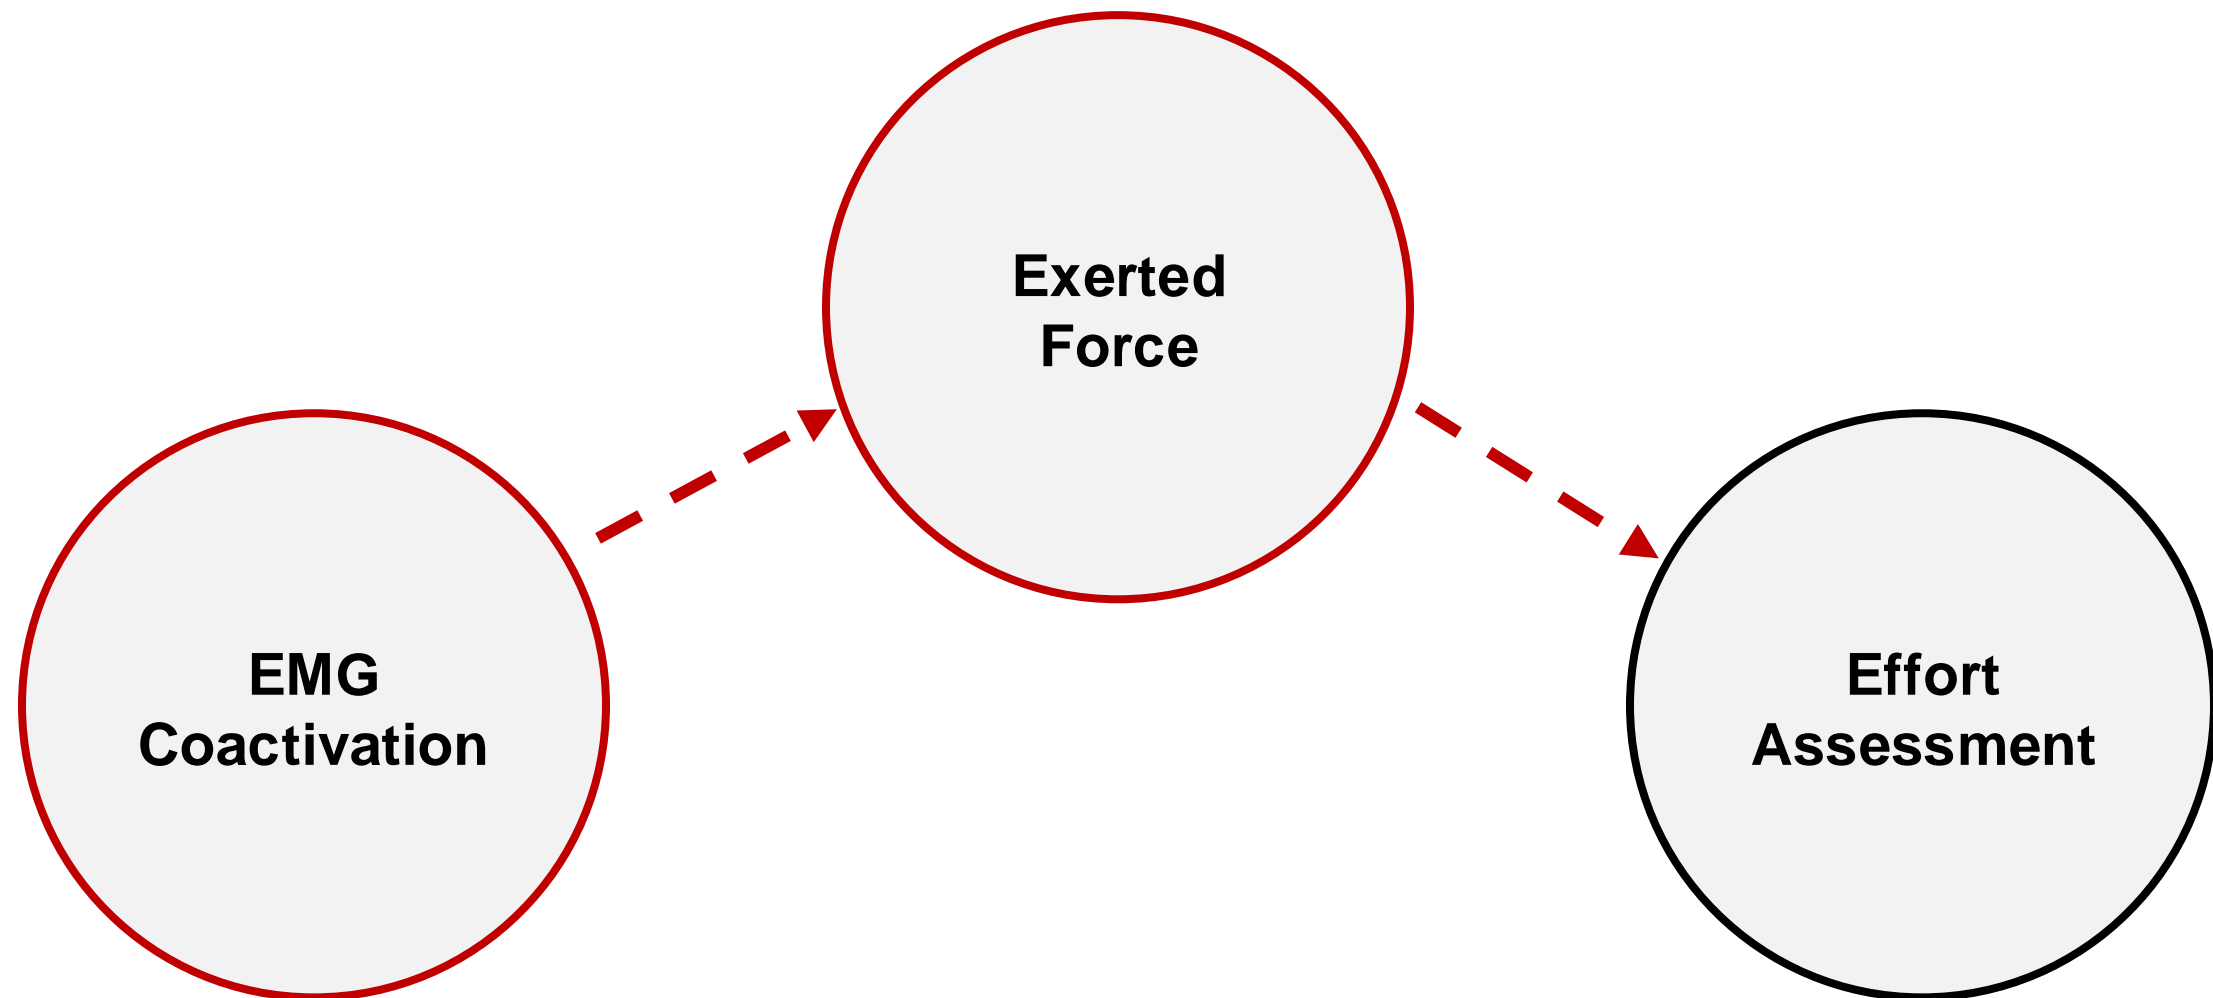 Exerted
Force
EMG
Coactivation
Effort
Assessment